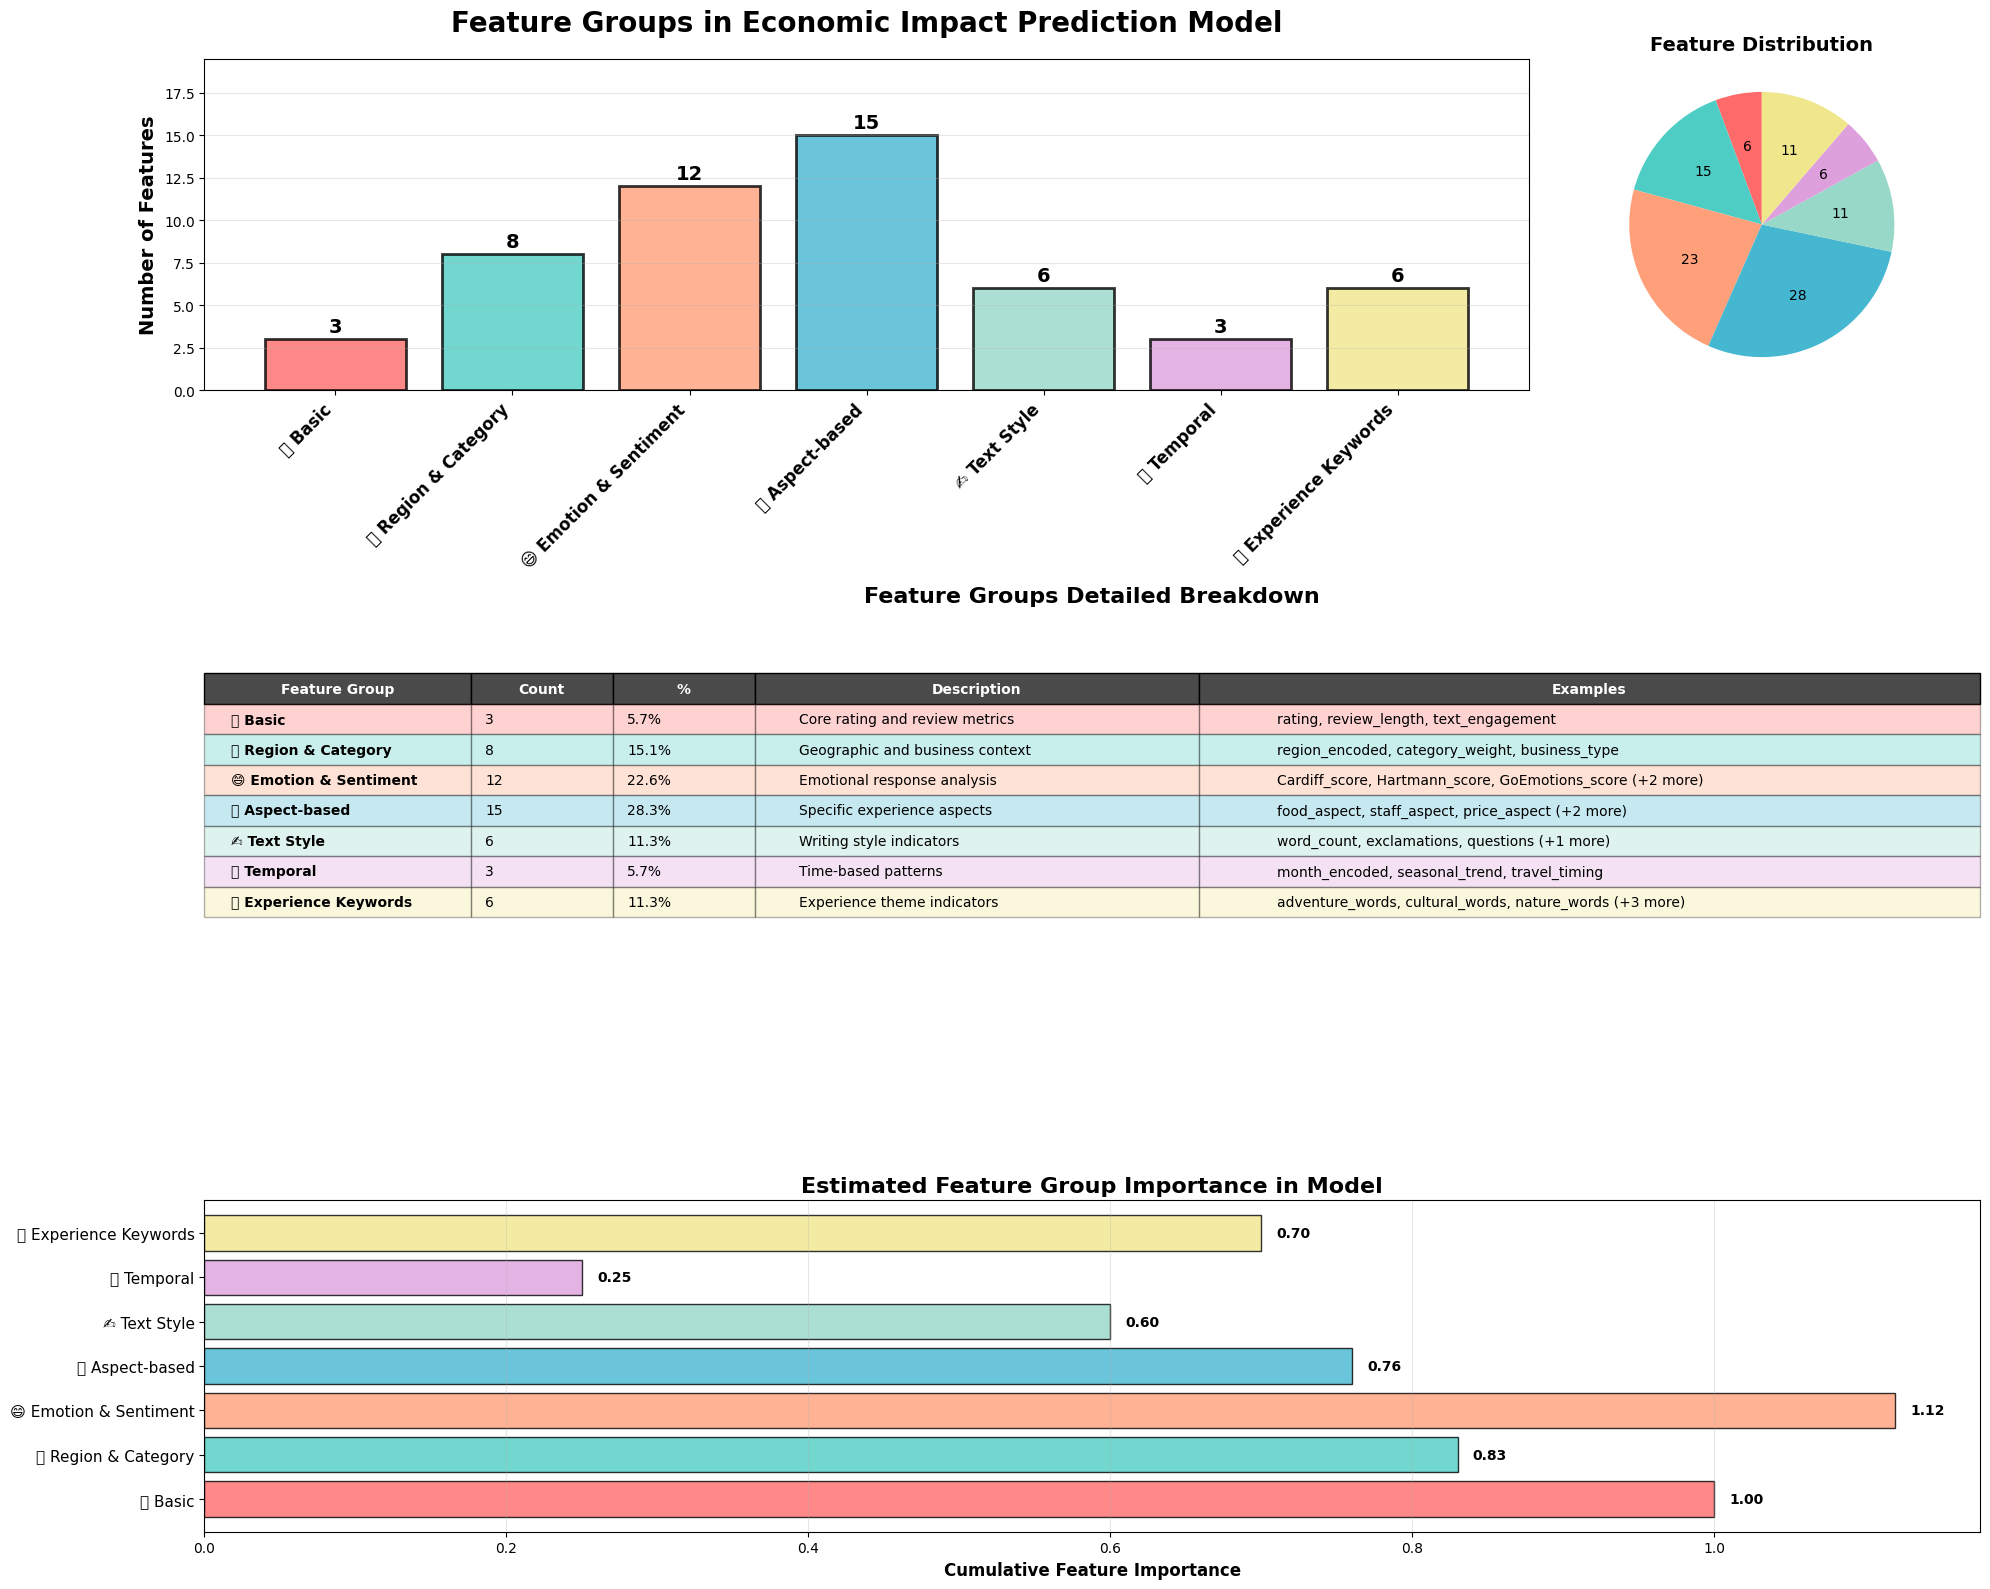 Feature Groups in Economic Impact Prediction Model
Number of Features
17.5
15.0
12.5
10.0
7.5
5.0
2.5
0.0
3
8
12
15
6
3
6
▯ Basic
▯ Region & Category
😄 Emotion & Sentiment
▯ Aspect-based
✍ Text Style
▯ Temporal
▯ Experience Keywords
Feature Distribution
6
15
23
28
11
6
11
Feature Groups Detailed Breakdown
Feature Group Count % Description Examples
▯ Basic 3 5.7% Core rating and review metrics rating, review_length, text_engagement
▯ Region & Category 8 15.1% Geographic and business context region_encoded, category_weight, business_type
😄 Emotion & Sentiment 12 22.6% Emotional response analysis Cardiff_score, Hartmann_score, GoEmotions_score (+2 more)
▯ Aspect-based 15 28.3% Specific experience aspects food_aspect, staff_aspect, price_aspect (+2 more)
✍ Text Style 6 11.3% Writing style indicators word_count, exclamations, questions (+1 more)
▯ Temporal 3 5.7% Time-based patterns month_encoded, seasonal_trend, travel_timing
▯ Experience Keywords 6 11.3% Experience theme indicators adventure_words, cultural_words, nature_words (+3 more)
Estimated Feature Group Importance in Model
▯ Experience Keywords 0.70
▯ Temporal 0.25
✍ Text Style 0.60
▯ Aspect-based 0.76
😄 Emotion & Sentiment 1.12
▯ Region & Category 0.83
▯ Basic 1.00
0.0 0.2 0.4 0.6 0.8 1.0
Cumulative Feature Importance